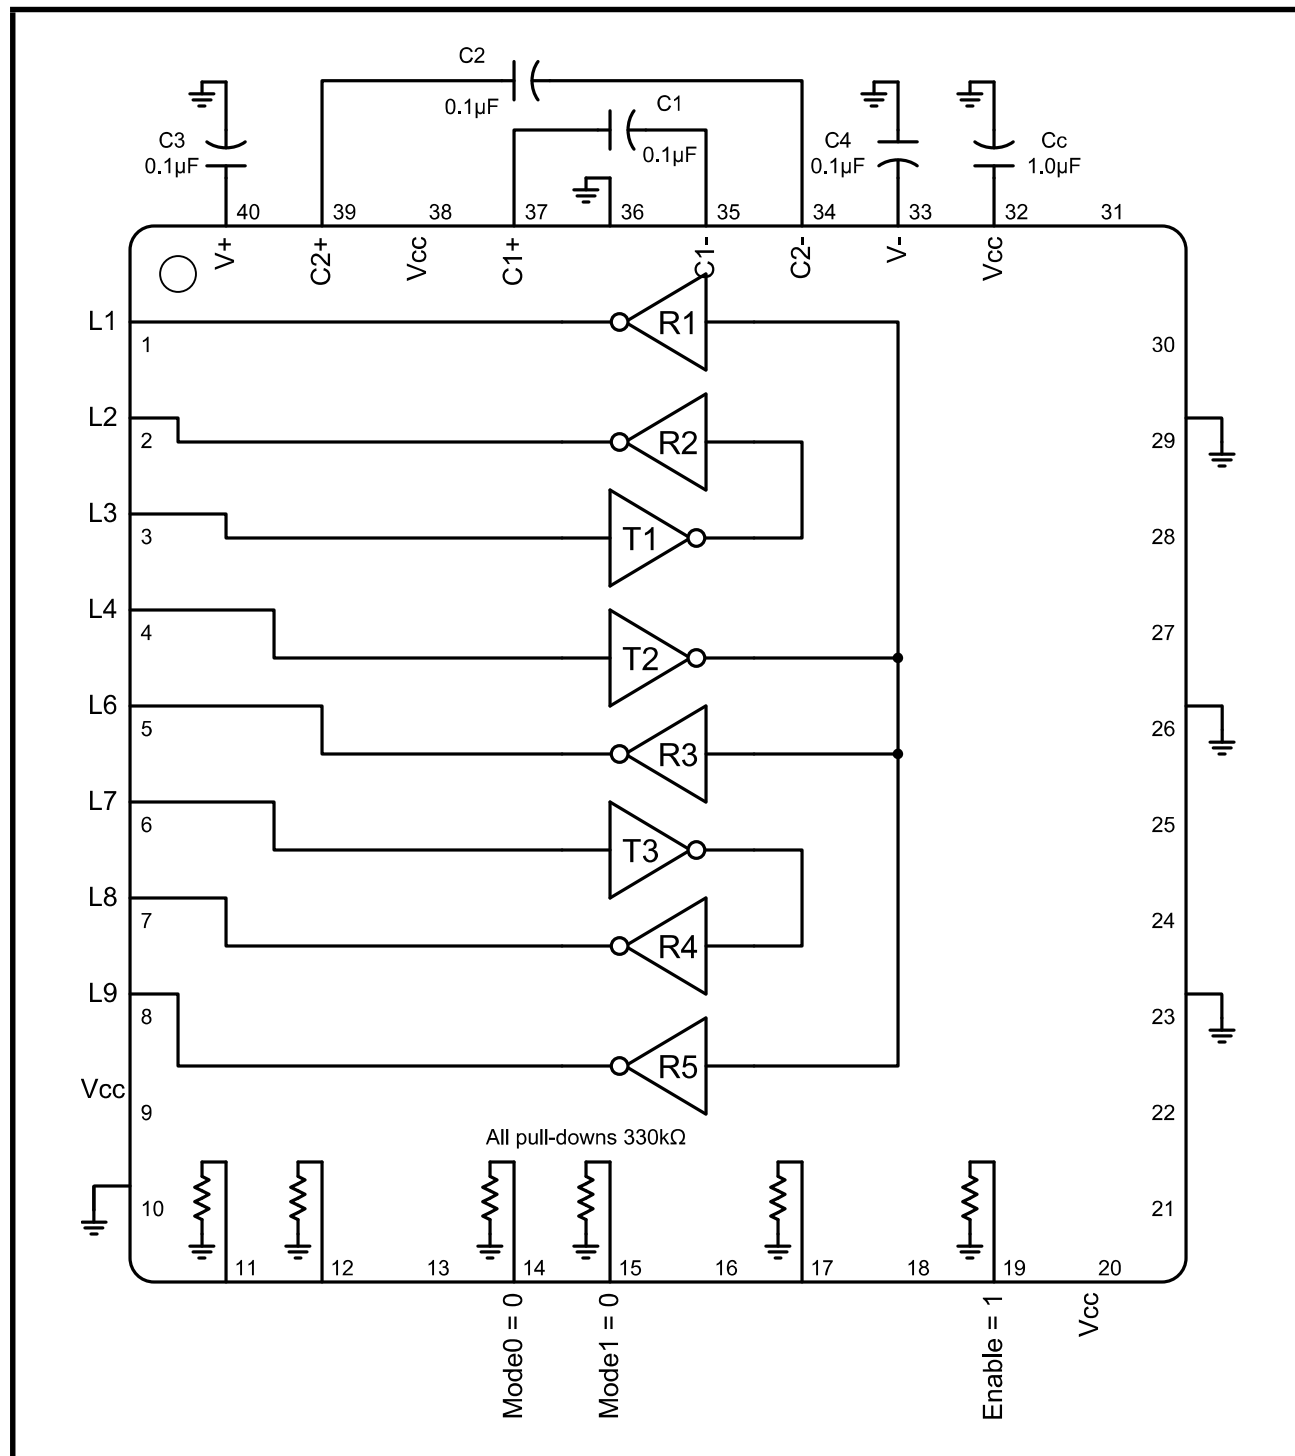 C2
0.1µF
C1
0.1µF
C3
0.1µF
C4
0.1µF
Cc
1.0µF
40 39 38 37 36 35 34 33 32 31
V+ C2+ Vcc C1+ C1- C2- V- Vcc
L1
1
R1
30
L2
2
R2
29
L3
3
T1
28
L4
4
T2
27
L6
5
R3
26
L7
6
T3
25
L8
7
R4
24
L9
8
R5
23
Vcc
9
22
All pull-downs 330kΩ
10
21
11 12 13 14 15 16 17 18 19 20
Mode0 = 0
Mode1 = 0
Enable = 1
Vcc